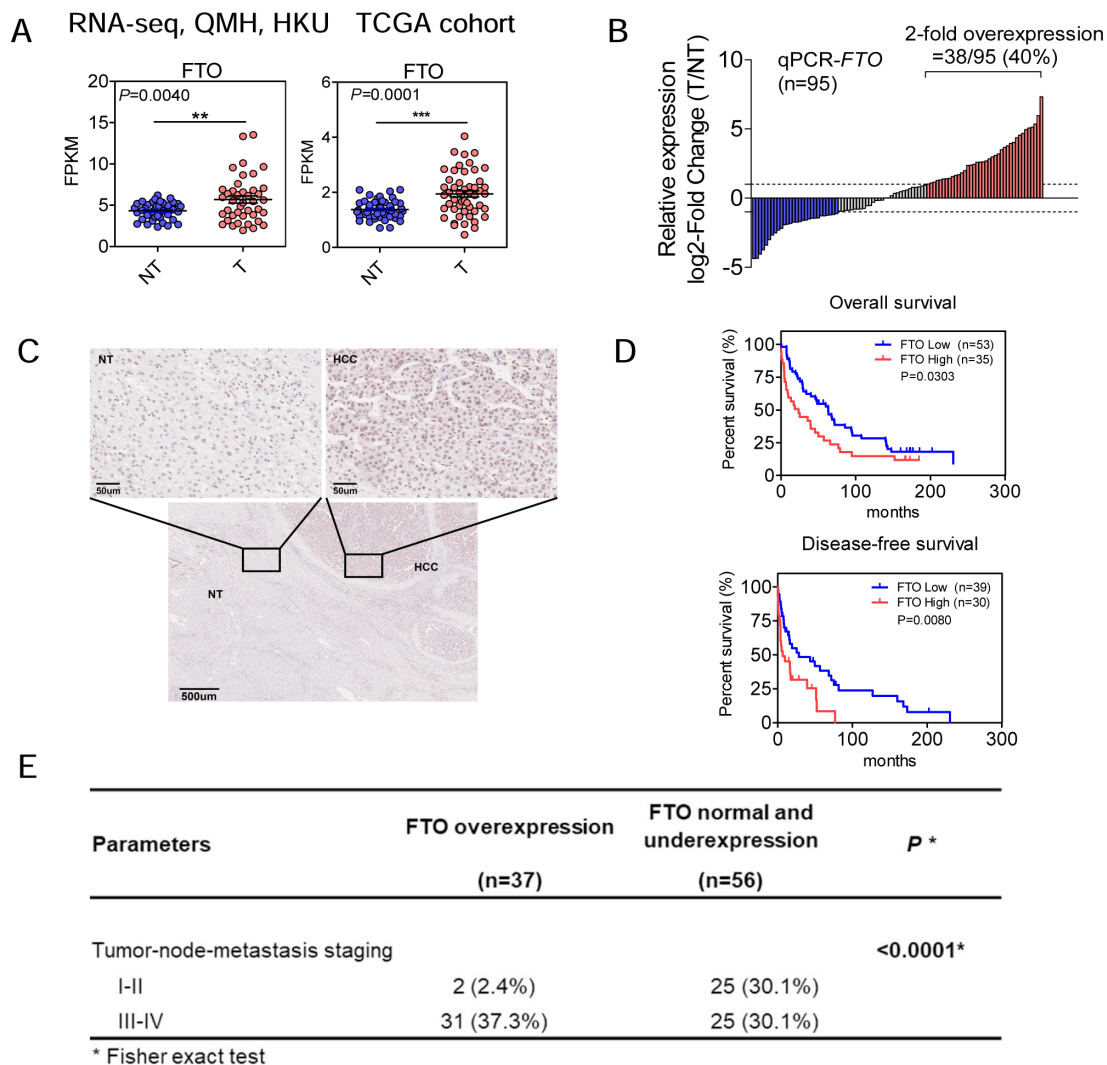 A
RNA-seq, QMH, HKU
TCGA cohort
FTO
P=0.0040
**
FPKM
20
15
10
5
0
NT
T
FTO
P=0.0001
***
FPKM
6
4
2
0
NT
T
B
2-fold overexpression
=38/95 (40%)
qPCR-FTO
(n=95)
Relative expression
log2-Fold Change (T/NT)
10
5
0
-5
C
NT
50um
HCC
50um
NT
HCC
500um
D
Overall survival
Percent survival (%)
100
75
50
25
0
FTO Low (n=53)
FTO High (n=35)
P=0.0303
0
100
200
300
months
Disease-free survival
Percent survival (%)
100
75
50
25
0
FTO Low (n=39)
FTO High (n=30)
P=0.0080
0
100
200
300
months
E
Parameters
FTO overexpression
(n=37)
FTO normal and
underexpression
(n=56)
P *
Tumor-node-metastasis staging
<0.0001*
I-II
2 (2.4%)
25 (30.1%)
III-IV
31 (37.3%)
25 (30.1%)
* Fisher exact test